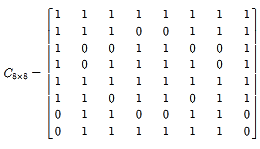 C8×8 = [1 1 1 1 1 1 1 1
1 1 1 0 0 1 1 1
1 0 0 1 1 0 0 1
1 0 1 1 1 1 0 1
1 1 1 1 1 1 1 1
1 1 0 1 1 0 1 1
0 1 1 0 0 1 1 0
0 1 1 1 1 1 1 0]